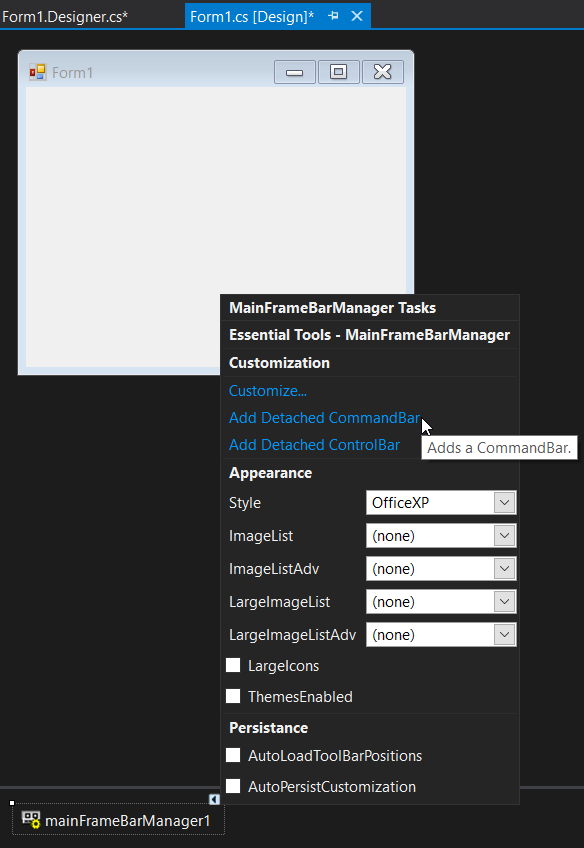 Form1.Designer.cs*
Form1.cs [Design]*
Form1
MainFrameBarManager Tasks
Essential Tools - MainFrameBarManager
Customization
Customize...
Add Detached CommandBar
Add Detached ControlBar
Adds a CommandBar.
Appearance
Style OfficeXP
ImageList (none)
ImageListAdv (none)
LargeImageList (none)
LargeImageListAdv (none)
LargeIcons
ThemesEnabled
Persistance
AutoLoadToolBarPositions
AutoPersistCustomization
mainFrameBarManager1